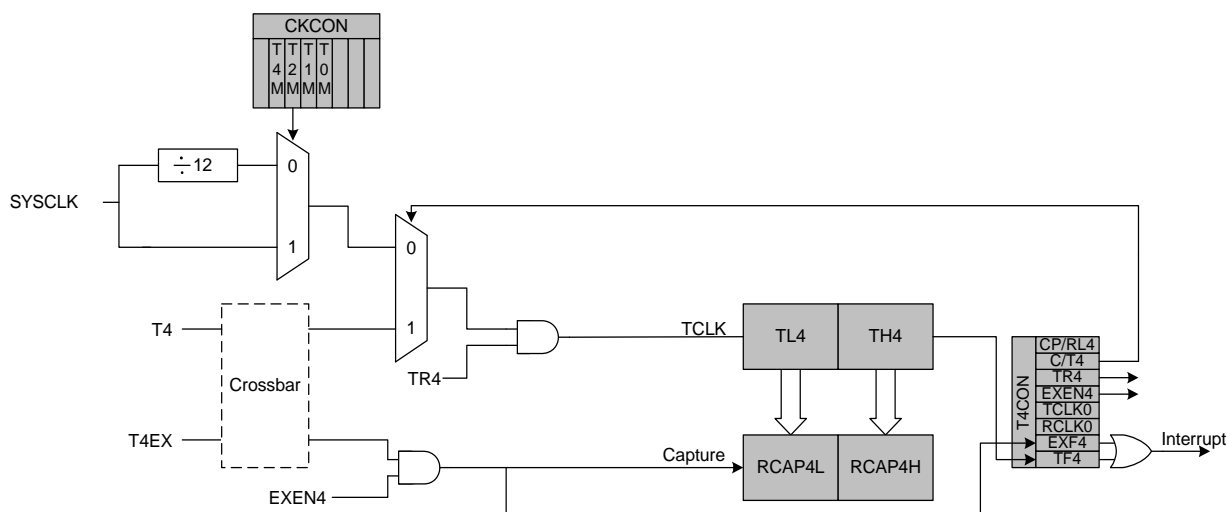 CKCON
T4M
T2M
T1M
T0M
÷12
0
SYSCLK
1
0
T4
1
TCLK
TL4
TH4
CP/RL4
C/T4
TR4
TR4
EXEN4
Crossbar
T4CON
TCLK0
RCLK0
T4EX
EXF4
Interrupt
Capture
TF4
RCAP4L
RCAP4H
EXEN4